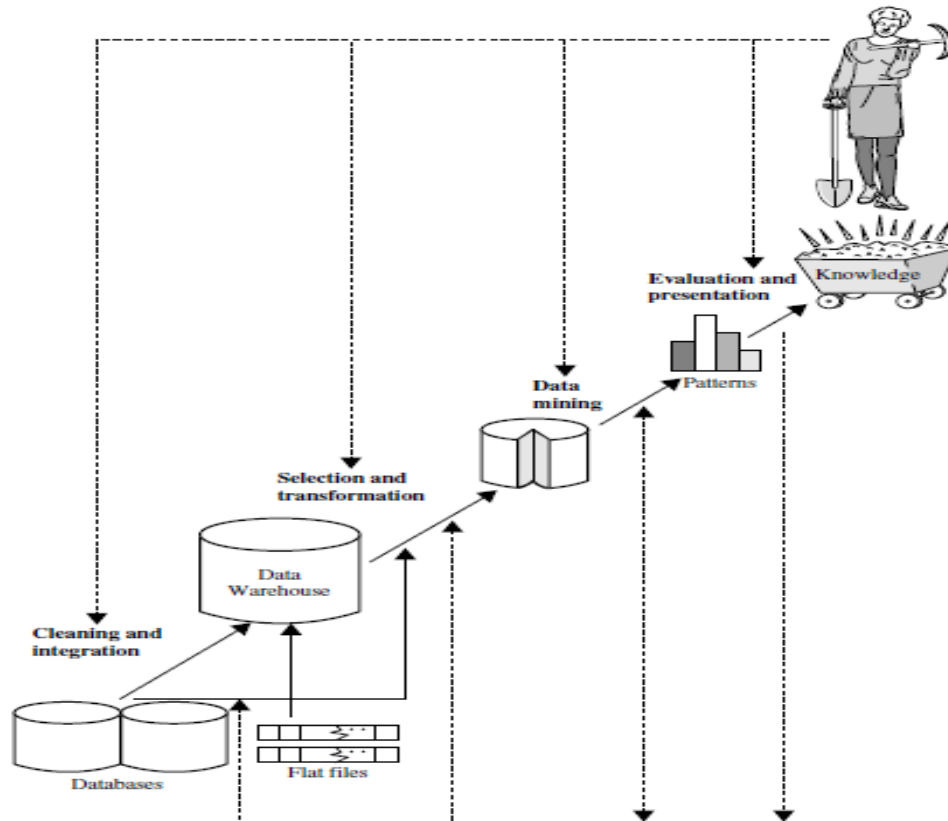 Knowledge
Evaluation and
presentation
Patterns
Data
mining
Selection and
transformation
Data
Warehouse
Cleaning and
integration
Flat files
Databases